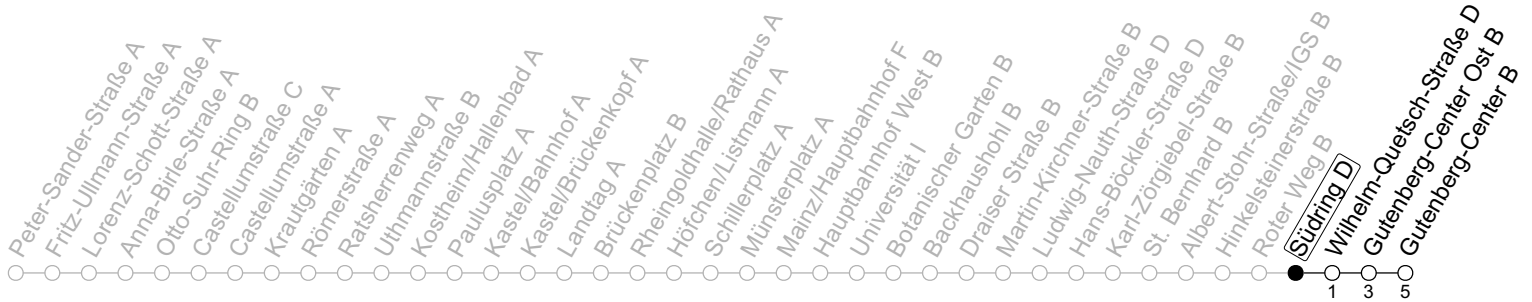 Peter-Sander-Straße A
Fritz-Ullmann-Straße A
Lorenz-Schott-Straße A
Anna-Birle-Straße A
Otto-Suhr-Ring B
Castellumstraße C
Castellumstraße A
Krautgärten A
Römerstraße A
Ratsherrenweg A
Uthmannstraße B
Kostheim/Hallenbad A
Paulusplatz A
Kastel/Bahnhof A
Kastel/Brückenkopf A
Landtag A
Brückenplatz B
Rheingoldhalle/Rathaus A
Höfchen/Listmann A
Schillerplatz A
Münsterplatz A
Mainz/Hauptbahnhof F
Hauptbahnhof West B
Universität I
Botanischer Garten B
Backhaushohl B
Draiser Straße B
Martin-Kirchner-Straße B
Ludwig-Nauth-Straße D
Hans-Böckler-Straße D
Karl-Zörgiebel-Straße B
St. Bernhard B
Albert-Stohr-Straße/IGS B
Hinkelsteinerstraße B
Roter Weg B
Südring D
Wilhelm-Quetsch-Straße D
Gutenberg-Center Ost B
Gutenberg-Center B
1 3 5